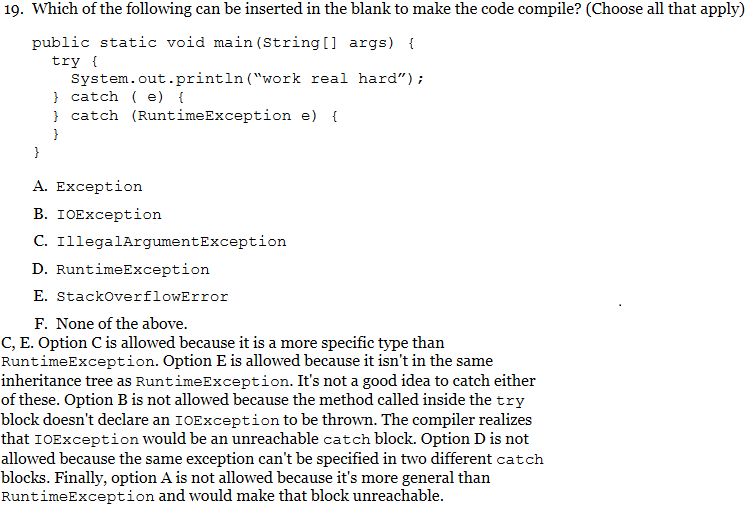 19. Which of the following can be inserted in the blank to make the code compile? (Choose all that apply)
public static void main(String[] args) {
try {
System.out.println(“work real hard”);
} catch ( e) {
} catch (RuntimeException e) {
}
}
A. Exception
B. IOException
C. IllegalArgumentException
D. RuntimeException
E. StackOverflowError
F. None of the above.
C, E. Option C is allowed because it is a more specific type than
RuntimeException. Option E is allowed because it isn't in the same
inheritance tree as RuntimeException. It's not a good idea to catch either
of these. Option B is not allowed because the method called inside the try
block doesn't declare an IOException to be thrown. The compiler realizes
that IOException would be an unreachable catch block. Option D is not
allowed because the same exception can't be specified in two different catch
blocks. Finally, option A is not allowed because it's more general than
RuntimeException and would make that block unreachable.